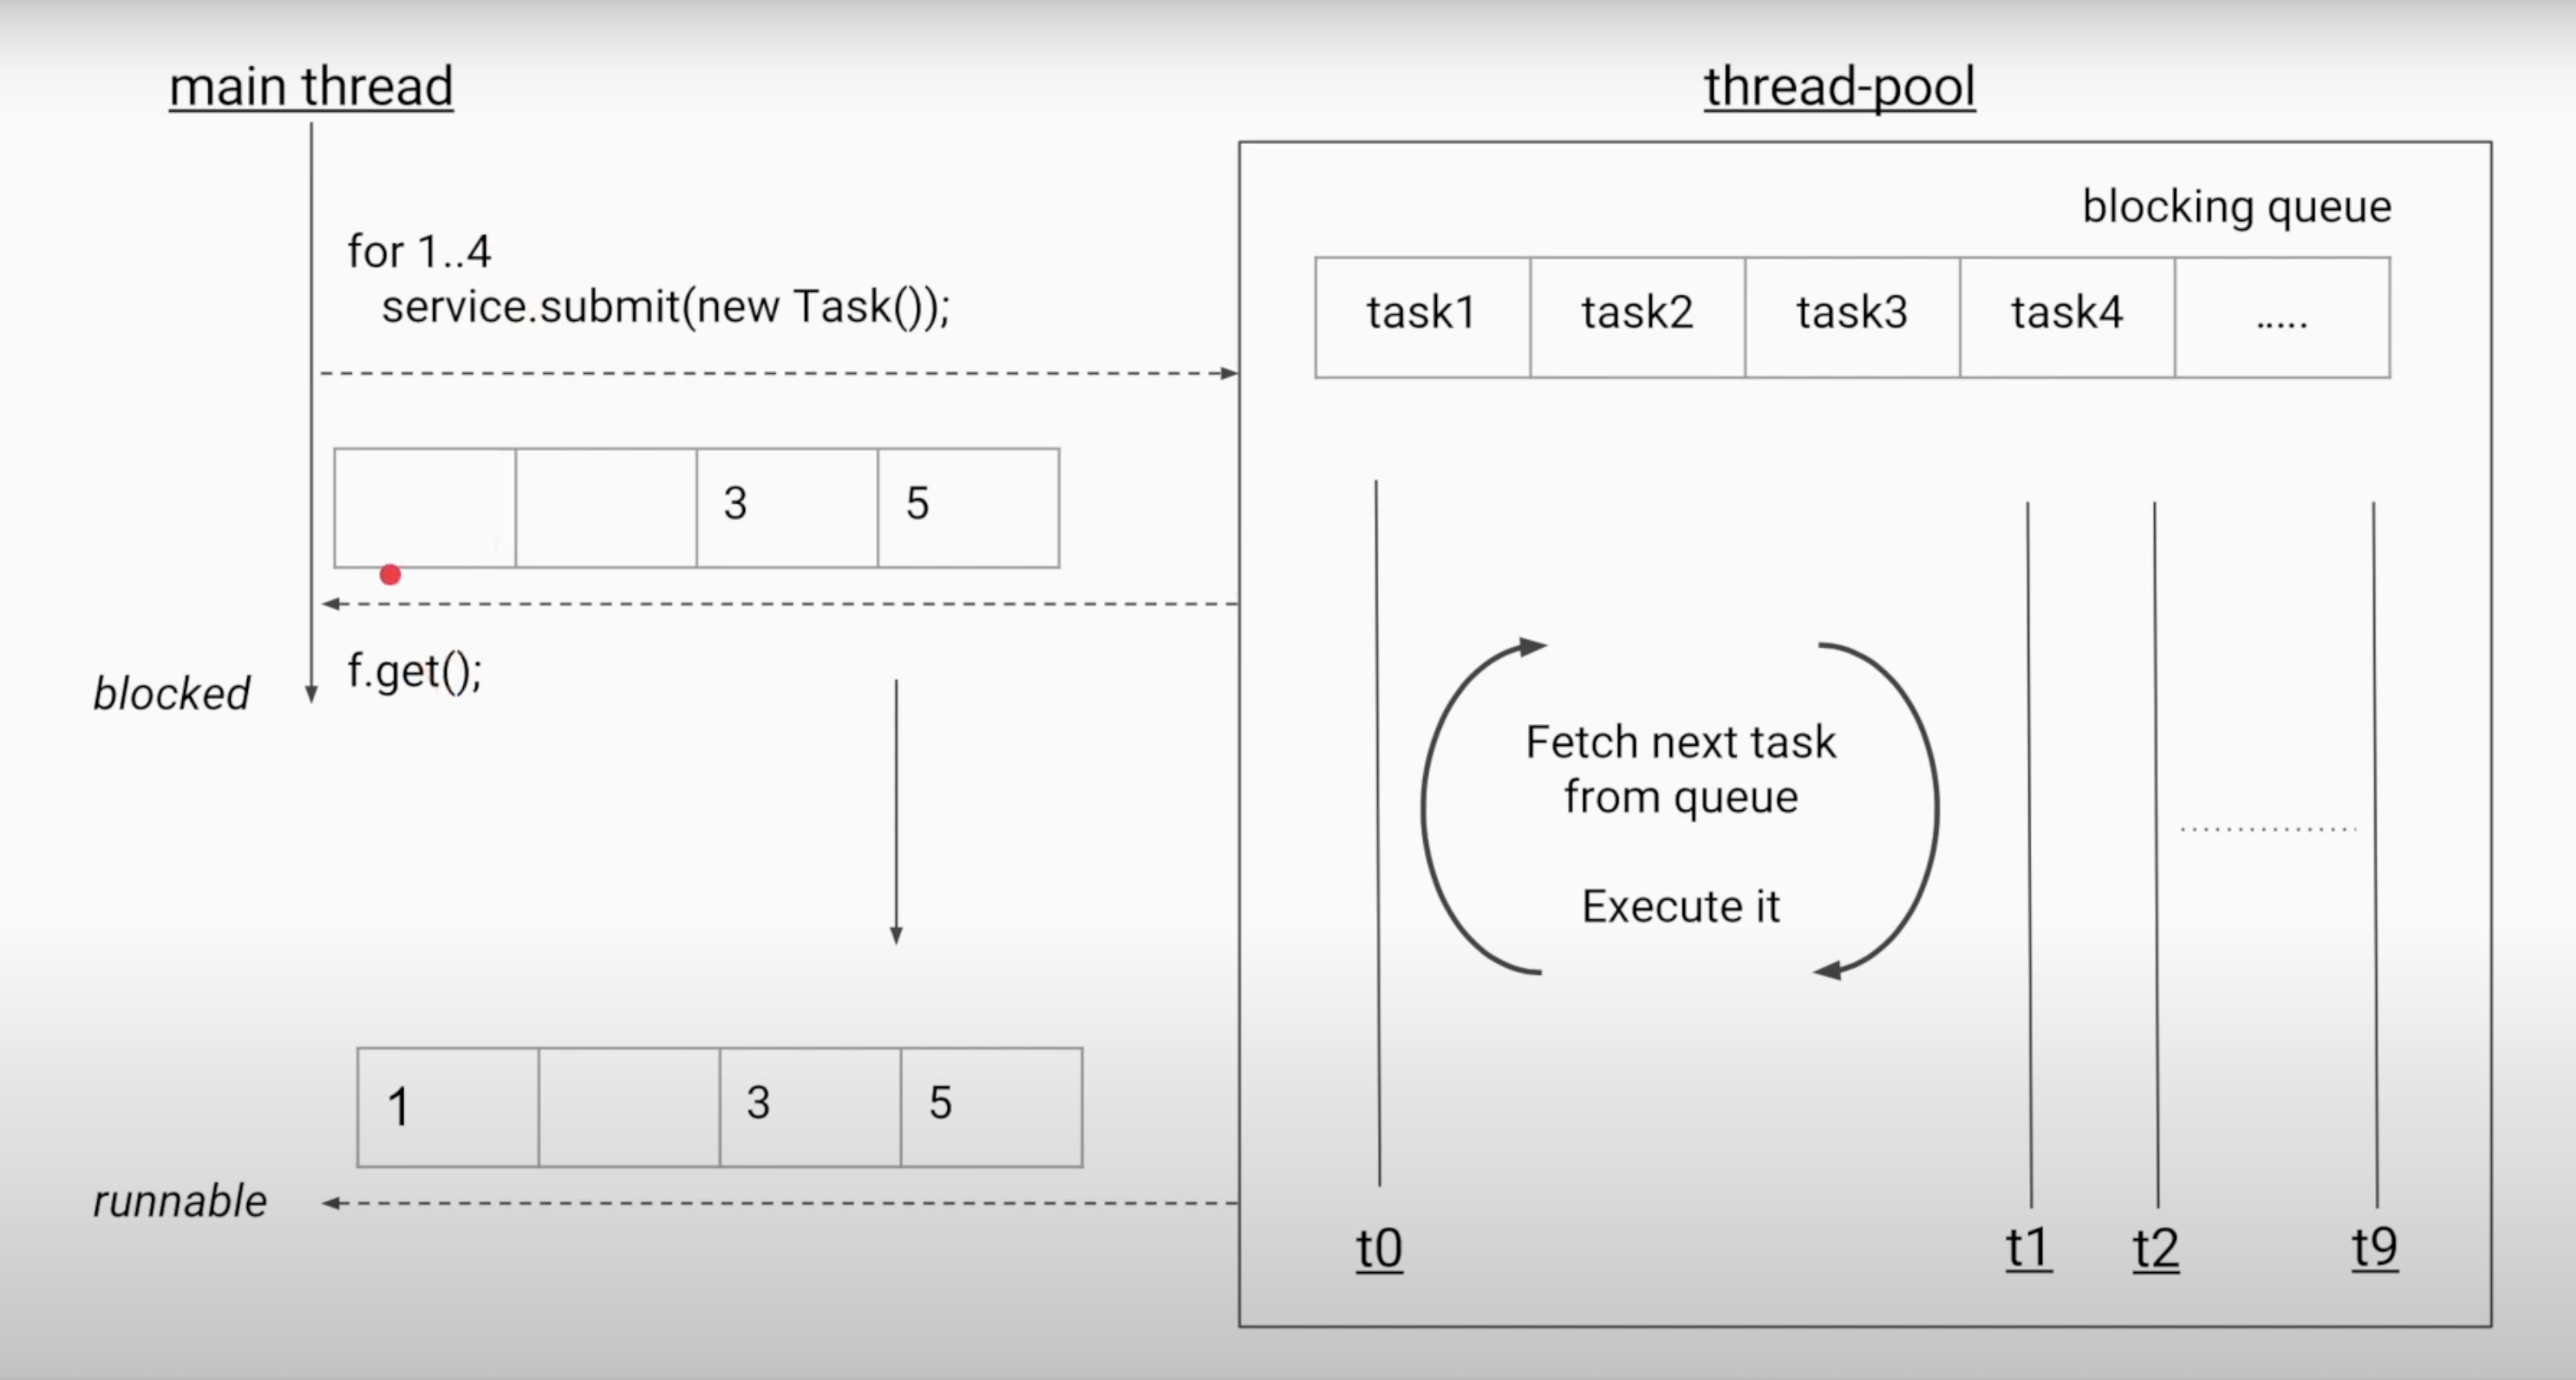 main thread
for 1..4
service.submit(new Task());
3
5
f.get();
blocked
1
3
5
runnable
thread-pool
blocking queue
task1
task2
task3
task4
.....
Fetch next task
from queue
Execute it
t0
t1
t2
t9